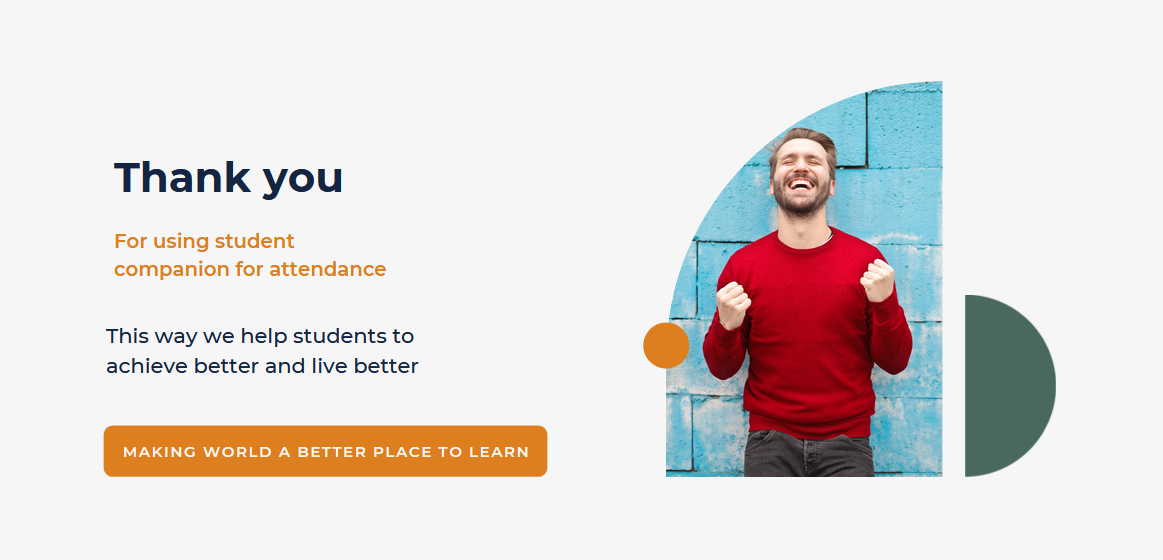 Thank you
For using student
companion for attendance
This way we help students to
achieve better and live better
MAKING WORLD A BETTER PLACE TO LEARN